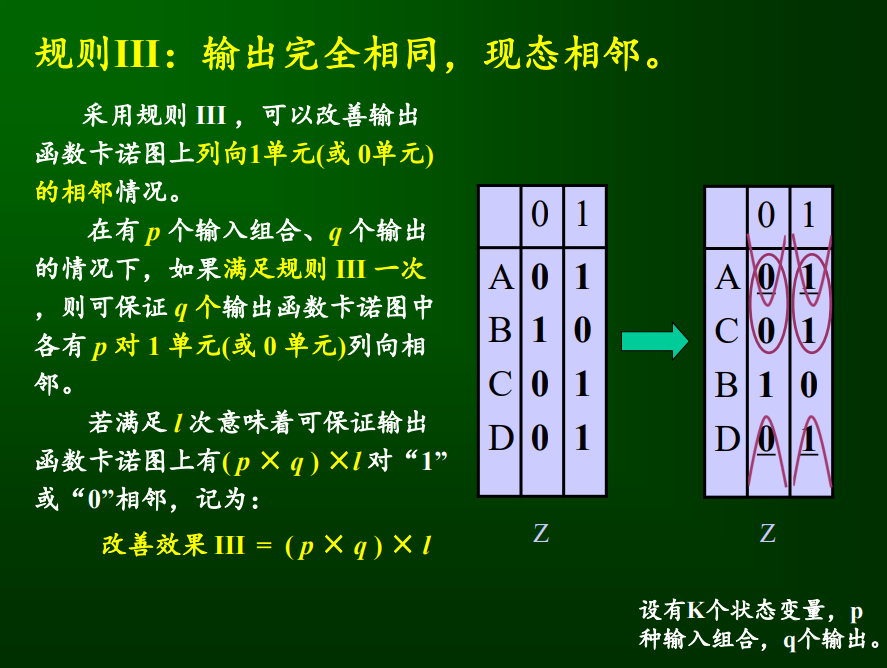 规则III：输出完全相同，现态相邻。
采用规则 III ，可以改善输出
函数卡诺图上列向1单元(或 0单元)
的相邻情况。
在有 p 个输入组合、q 个输出
的情况下，如果满足规则 III 一次
，则可保证 q 个输出函数卡诺图中
各有 p 对 1 单元(或 0 单元)列向相
邻。
若满足 l 次意味着可保证输出
函数卡诺图上有( p × q ) ×l 对“1”
或“0”相邻，记为：
改善效果 III = ( p × q ) × l
0 1
A 0 1
B 1 0
C 0 1
D 0 1
Z
0 1
A 0 1
C 0 1
B 1 0
D 0 1
Z
设有K个状态变量，p
种输入组合，q个输出。